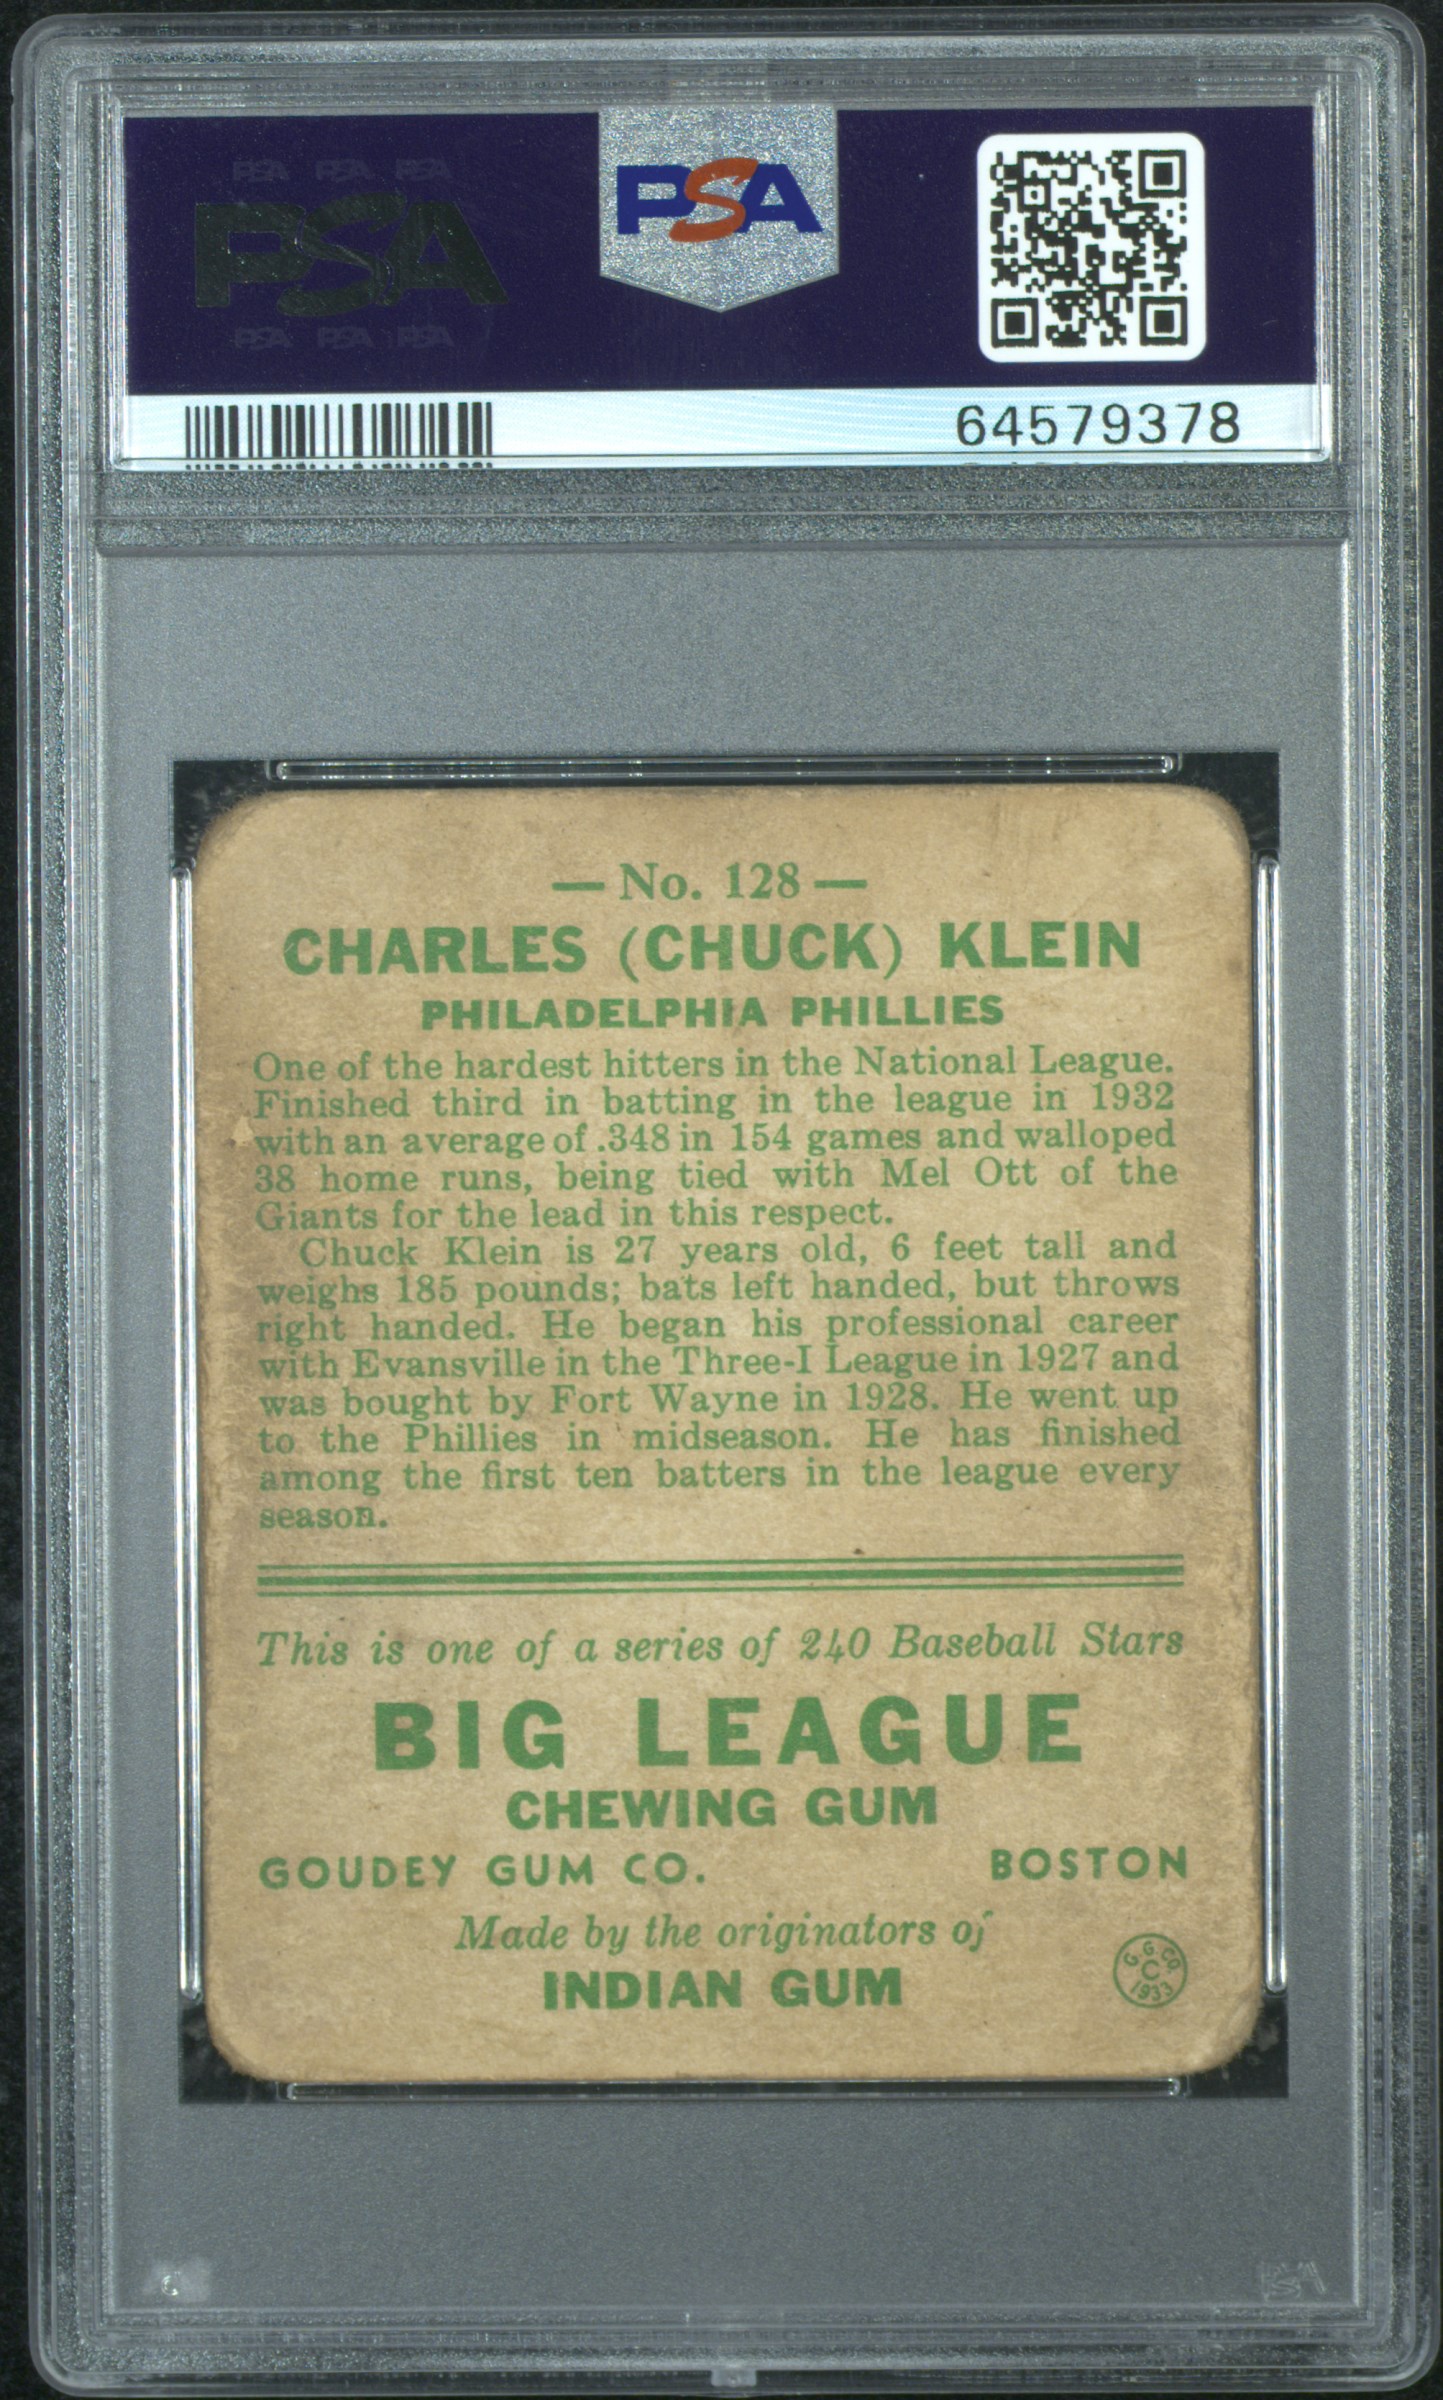 PSA PSA PSA
PSA
PSA PSA PSA
PSA
64579378
— No. 128 —
CHARLES (CHUCK) KLEIN
PHILADELPHIA PHILLIES
One of the hardest hitters in the National League.
Finished third in batting in the league in 1932
with an average of .348 in 154 games and walloped
38 home runs, being tied with Mel Ott of the
Giants for the lead in this respect.
Chuck Klein is 27 years old, 6 feet tall and
weighs 185 pounds; bats left handed, but throws
right handed. He began his professional career
with Evansville in the Three-I League in 1927 and
was bought by Fort Wayne in 1928. He went up
to the Phillies in midseason. He has finished
among the first ten batters in the league every
season.
This is one of a series of 240 Baseball Stars
BIG LEAGUE
CHEWING GUM
GOUDEY GUM CO. BOSTON
Made by the originators of
INDIAN GUM
G. G. CO.
C
1933
PSA